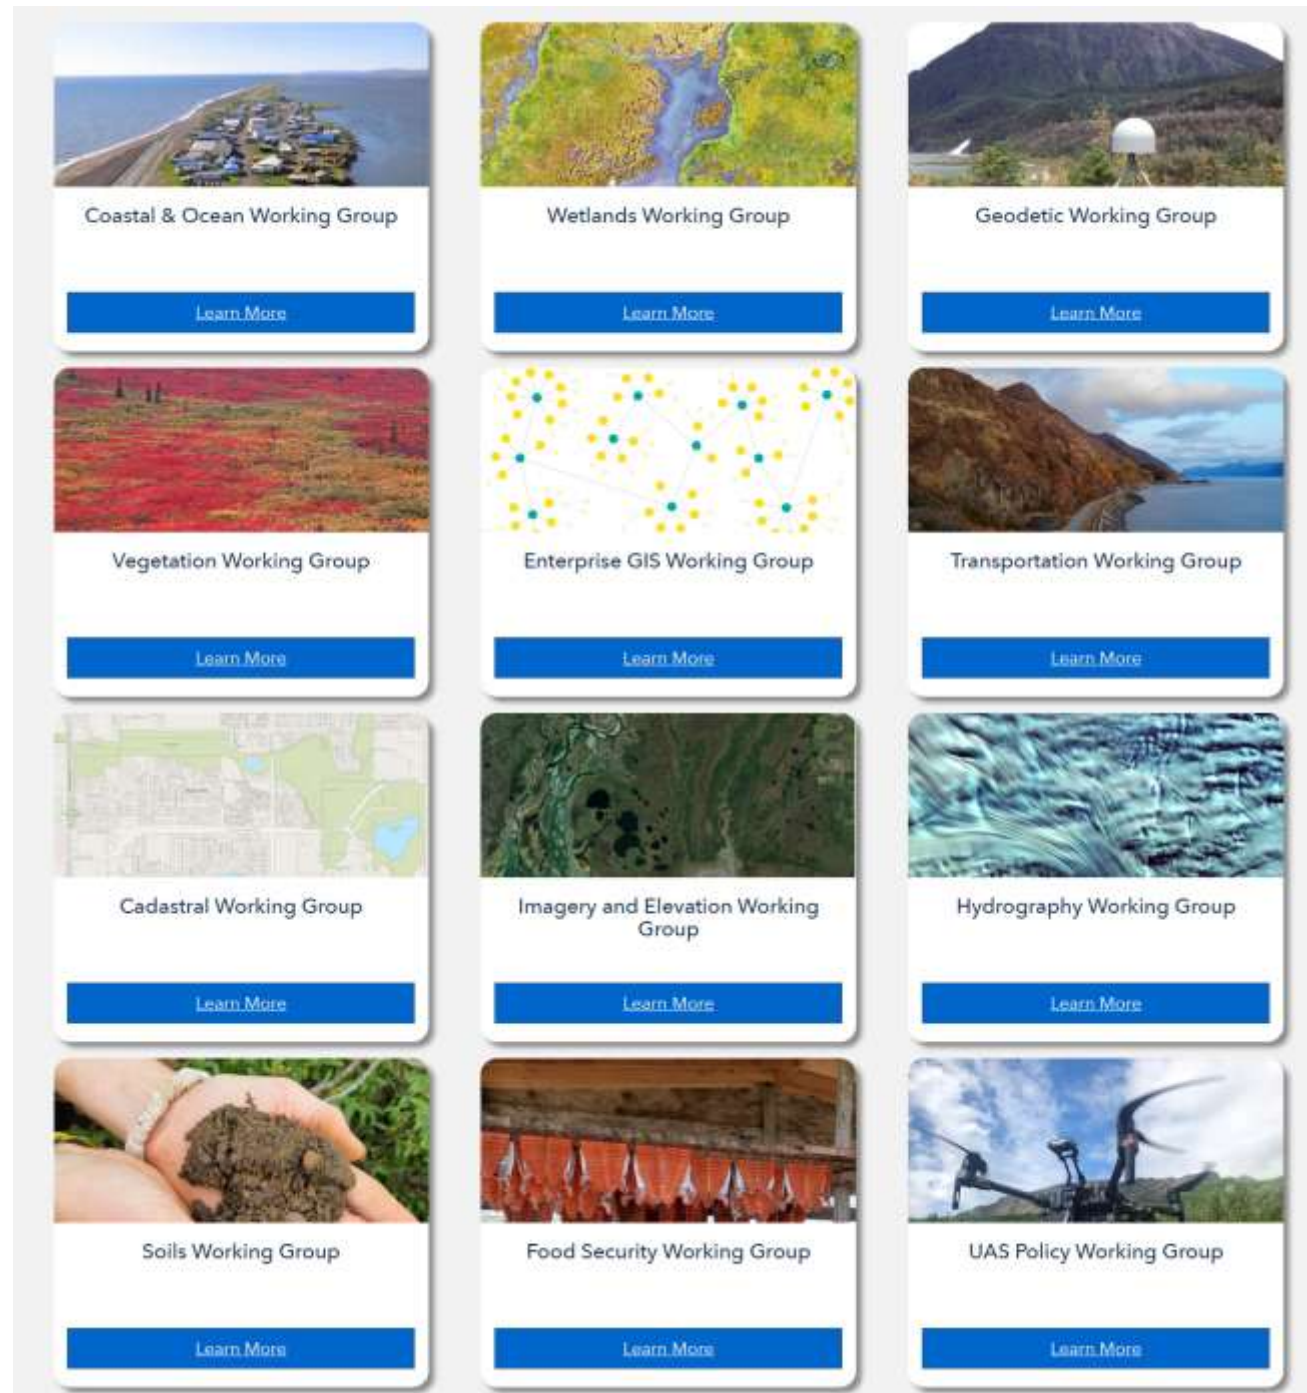 Coastal & Ocean Working Group
Wetlands Working Group
Geodetic Working Group
Learn More
Learn More
Learn More
Vegetation Working Group
Enterprise GIS Working Group
Transportation Working Group
Learn More
Learn More
Learn More
Cadastral Working Group
Imagery and Elevation Working
Group
Hydrography Working Group
Learn More
Learn More
Learn More
Soils Working Group
Food Security Working Group
UAS Policy Working Group
Learn More
Learn More
Learn More